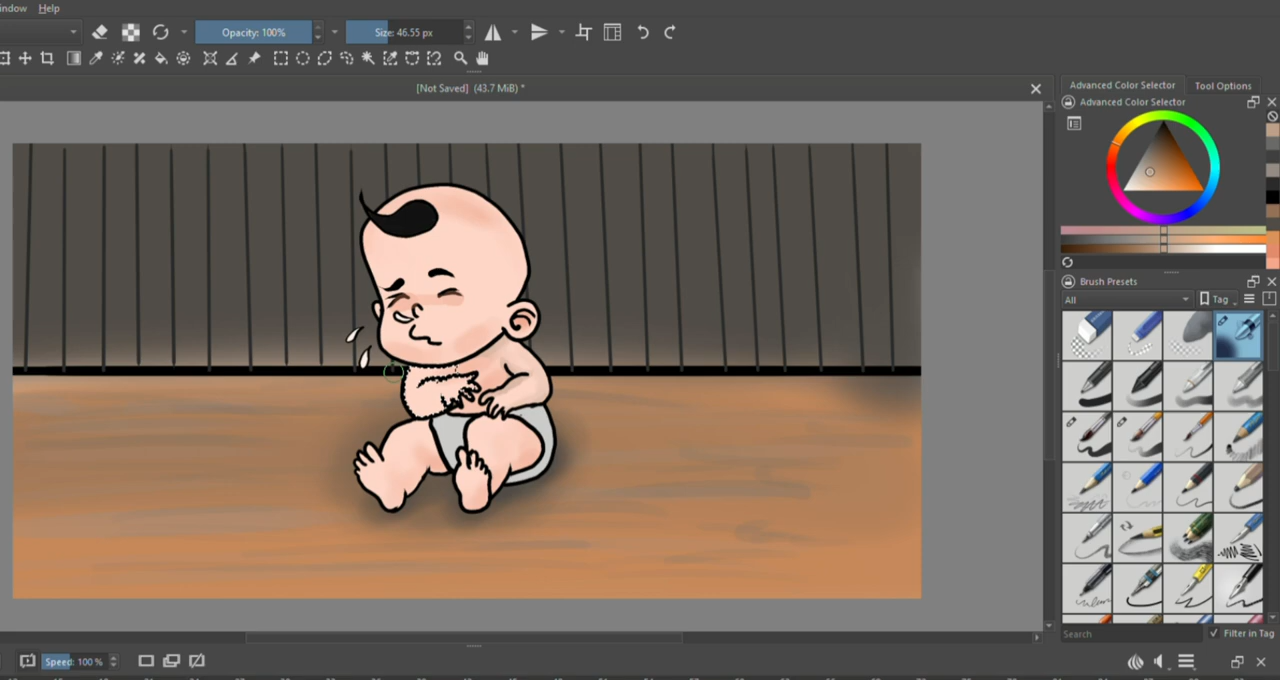 indow Help
Opacity: 100% Size: 46.55 px
[Not Saved] (43.7 MiB) *
Advanced Color Selector Tool Options
Advanced Color Selector
Brush Presets
All Tag
Search Filter in Tag
Speed: 100 %